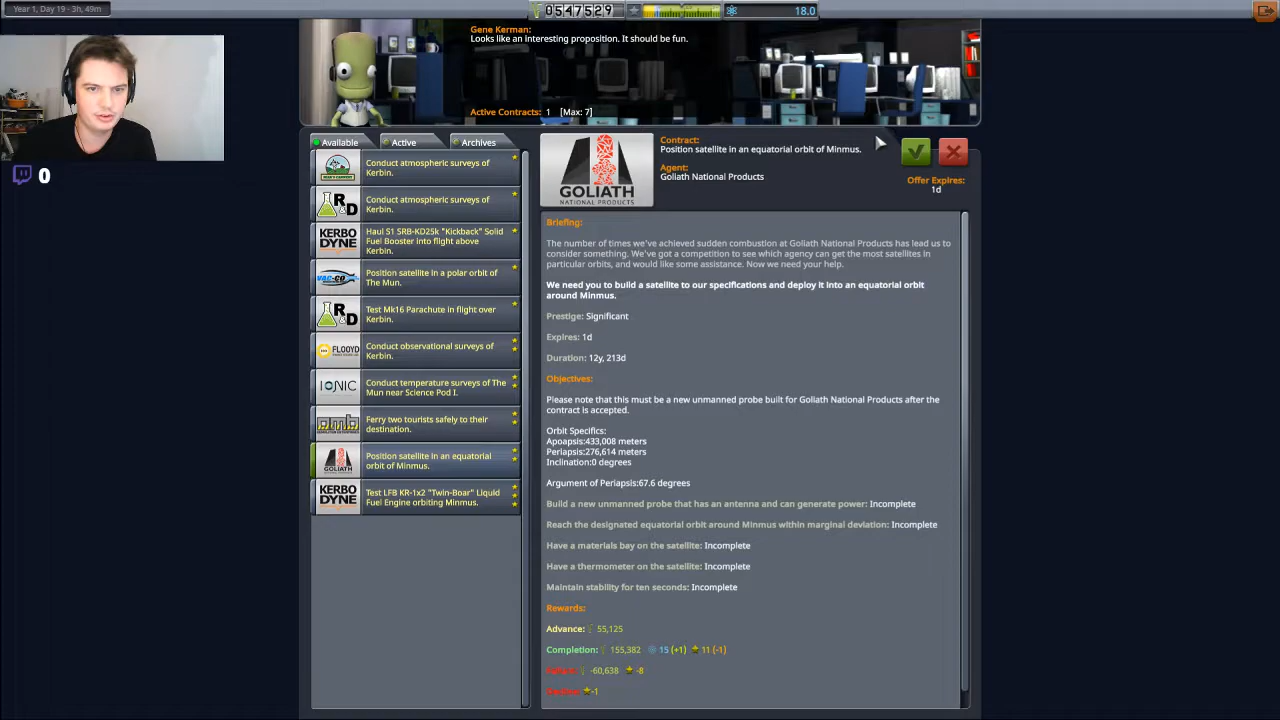 Year 1, Day 19 - 3h, 49m
0547529
18.0
Gene Kerman:
Looks like an interesting proposition. It should be fun.
Active Contracts: 1 [Max: 7]
0
Available
Active
Archives
Conduct atmospheric surveys of
Kerbin.
R&D
Conduct atmospheric surveys of
Kerbin.
KERBO
DYNE
Haul S1 SRB-KD25k "Kickback" Solid
Fuel Booster into flight above
Kerbin.
VAC-CO
Position satellite in a polar orbit of
The Mun.
R&D
Test Mk16 Parachute in flight over
Kerbin.
FLOOYD
Conduct observational surveys of
Kerbin.
IONIC
Conduct temperature surveys of The
Mun near Science Pod I.
Ferry two tourists safely to their
destination.
GOLIATH
Position satellite in an equatorial
orbit of Minmus.
KERBO
DYNE
Test LFB KR-1x2 "Twin-Boar" Liquid
Fuel Engine orbiting Minmus.
GOLIATH
NATIONAL PRODUCTS
Contract:
Position satellite in an equatorial orbit of Minmus.
Agent:
Goliath National Products
Offer Expires:
1d
Briefing:
The number of times we've achieved sudden combustion at Goliath National Products has lead us to
consider something. We've got a competition to see which agency can get the most satellites in
particular orbits, and would like some assistance. Now we need your help.
We need you to build a satellite to our specifications and deploy it into an equatorial orbit
around Minmus.
Prestige: Significant
Expires: 1d
Duration: 12y, 213d
Objectives:
Please note that this must be a new unmanned probe built for Goliath National Products after the
contract is accepted.
Orbit Specifics:
Apoapsis:433,008 meters
Periapsis:276,614 meters
Inclination:0 degrees
Argument of Periapsis:67.6 degrees
Build a new unmanned probe that has an antenna and can generate power: Incomplete
Reach the designated equatorial orbit around Minmus within marginal deviation: Incomplete
Have a materials bay on the satellite: Incomplete
Have a thermometer on the satellite: Incomplete
Maintain stability for ten seconds: Incomplete
Rewards:
Advance: 55,125
Completion: 155,382 15 (+1) 11 (-1)
-60,638 -8
-1